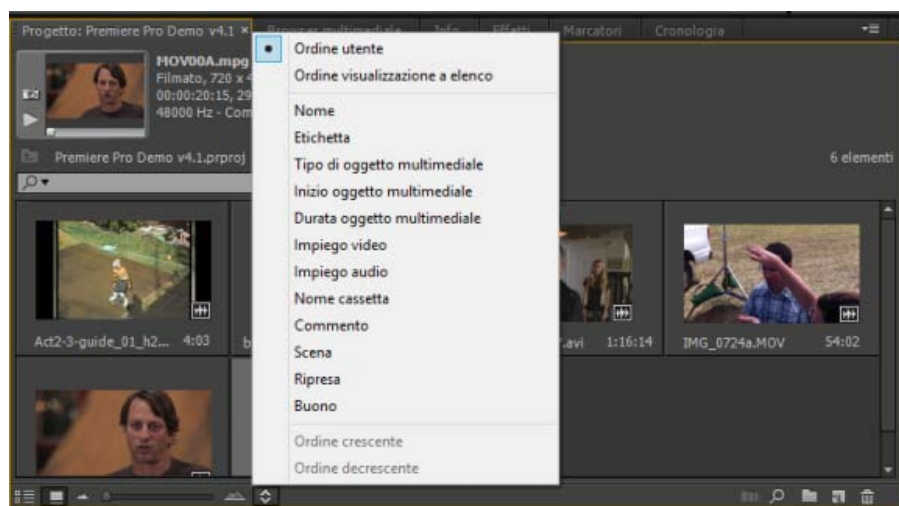 Progetto: Premiere Pro Demo v4.1 × Info Effetti Marcatori Cronologia
MOV00A.mpg
Filmato, 720 x 4
00:00:20:15, 29
48000 Hz - Com
Premiere Pro Demo v4.1.prproj
6 elementi
Ordine utente
Ordine visualizzazione a elenco
Nome
Etichetta
Tipo di oggetto multimediale
Inizio oggetto multimediale
Durata oggetto multimediale
Impiego video
Impiego audio
Nome cassetta
Commento
Scena
Ripresa
Buono
Ordine crescente
Ordine decrescente
Act2-3-guide_01_h2... 4:03
b
.avi 1:16:14
IMG_0724a.MOV 54:02